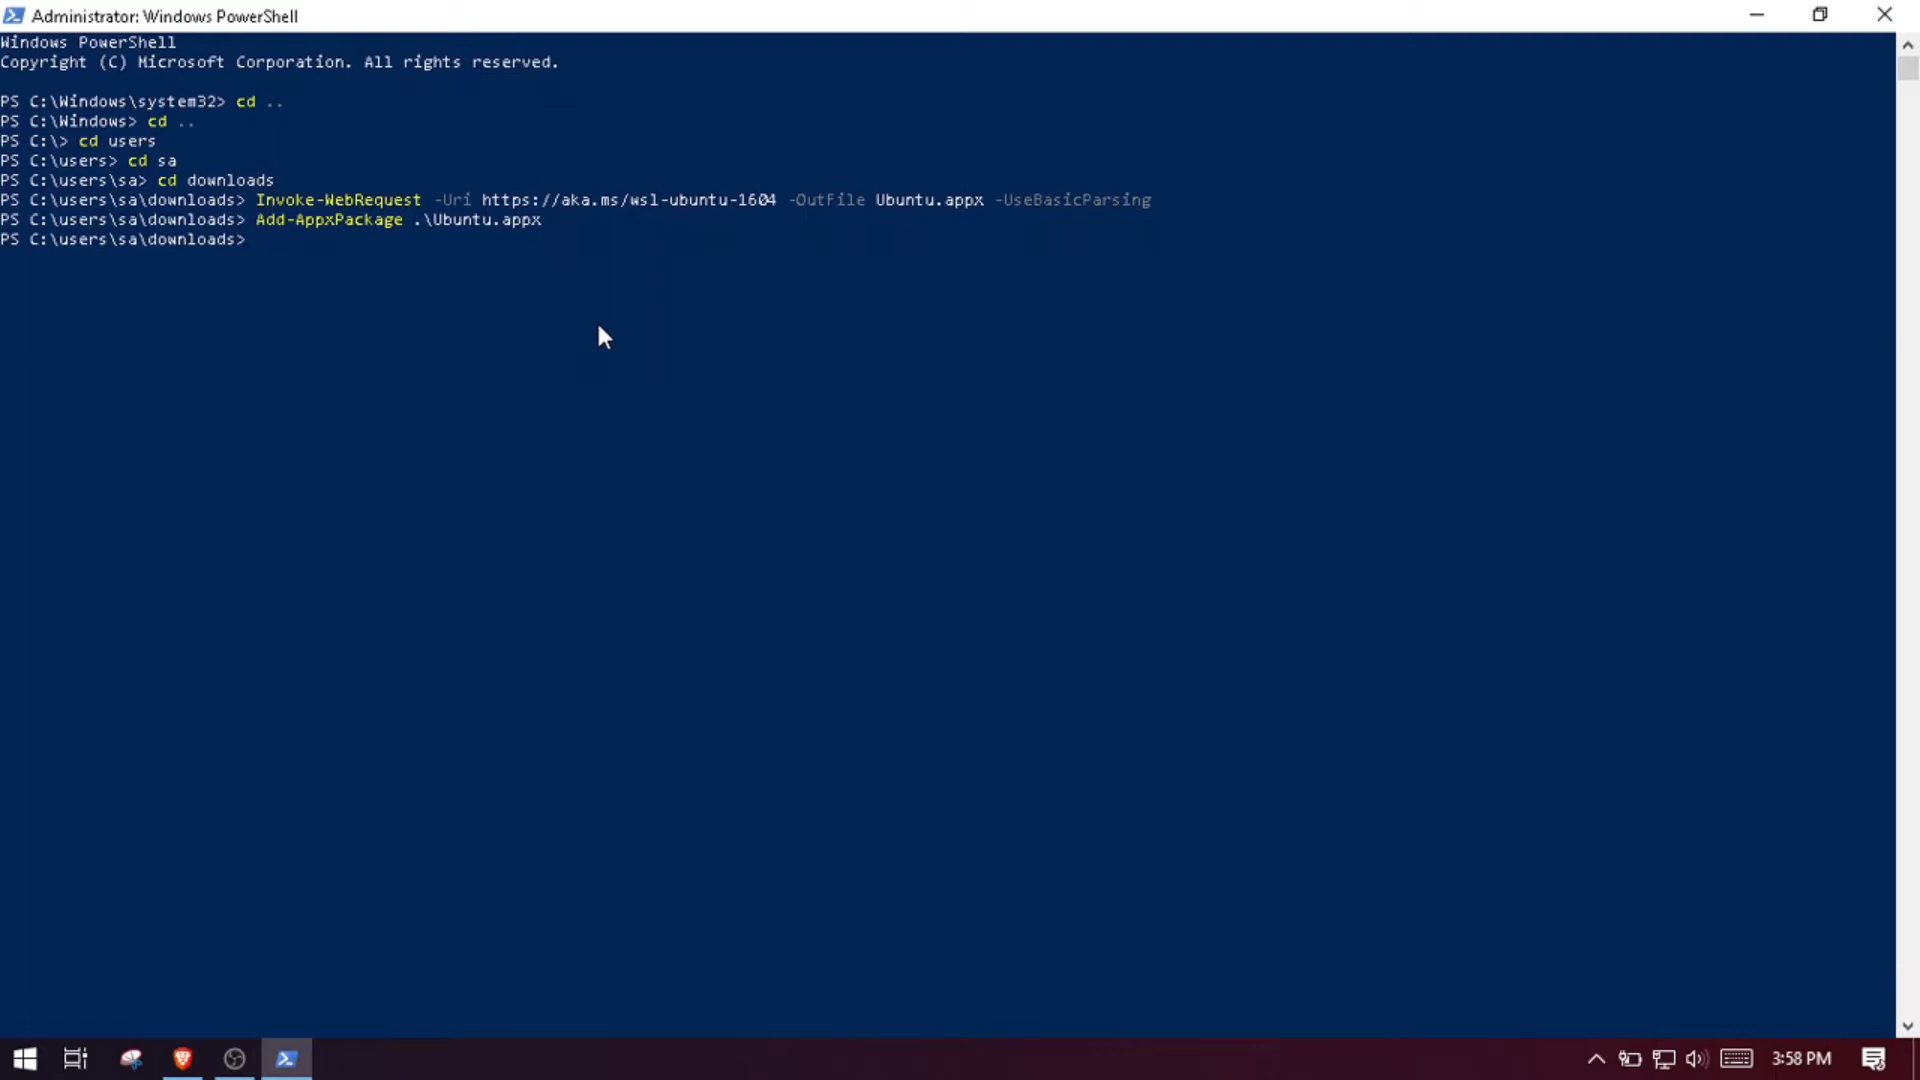 Administrator: Windows PowerShell
Windows PowerShell
Copyright (C) Microsoft Corporation. All rights reserved.
PS C:\Windows\system32> cd ..
PS C:\Windows> cd ..
PS C:\> cd users
PS C:\users> cd sa
PS C:\users\sa> cd downloads
PS C:\users\sa\downloads> Invoke-WebRequest -Uri https://aka.ms/wsl-ubuntu-1604 -OutFile Ubuntu.appx -UseBasicParsing
PS C:\users\sa\downloads> Add-AppxPackage .\Ubuntu.appx
PS C:\users\sa\downloads>
3:58 PM